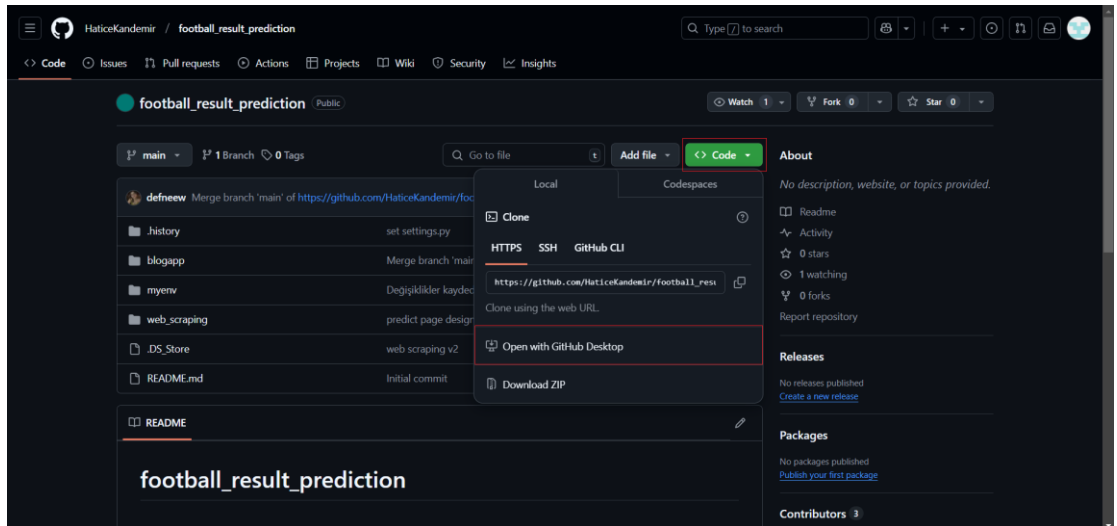 HaticeKandemir / football_result_prediction
Type / to search
Code Issues Pull requests Actions Projects Wiki Security Insights
football_result_prediction Public
Watch 1 Fork 0 Star 0
main 1 Branch 0 Tags
Go to file t
Add file
Code
defneew Merge branch 'main' of https://github.com/HaticeKandemir/foo
.history set settings.py
blogapp Merge branch 'main
myenv Değişiklikler kaydec
web_scraping predict page design
.DS_Store web scraping v2
README.md Initial commit
Local Codespaces
Clone
HTTPS SSH GitHub CLI
https://github.com/HaticeKandemir/football_resu
Clone using the web URL.
Open with GitHub Desktop
Download ZIP
README
football_result_prediction
About
No description, website, or topics provided.
Readme
Activity
0 stars
1 watching
0 forks
Report repository
Releases
No releases published
Create a new release
Packages
No packages published
Publish your first package
Contributors 3